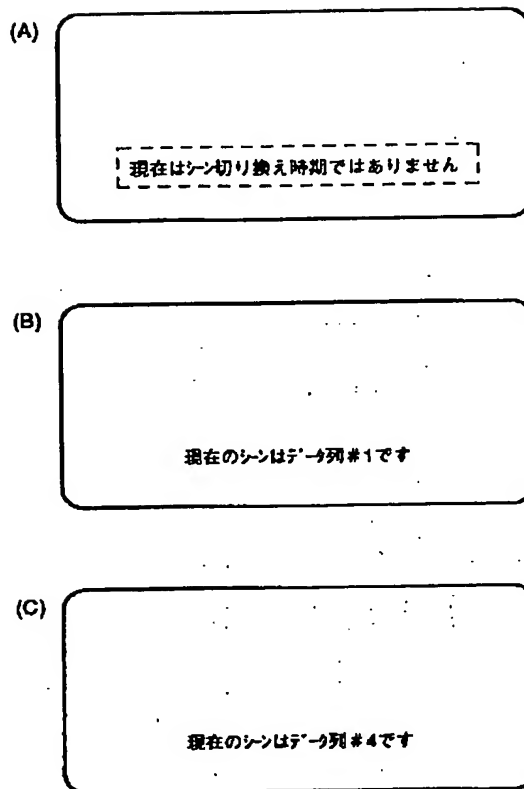 (A)
現在はシーン切り換え時期ではありません
(B)
現在のシーンはデータ列#1です
(C)
現在のシーンはデータ列#4です